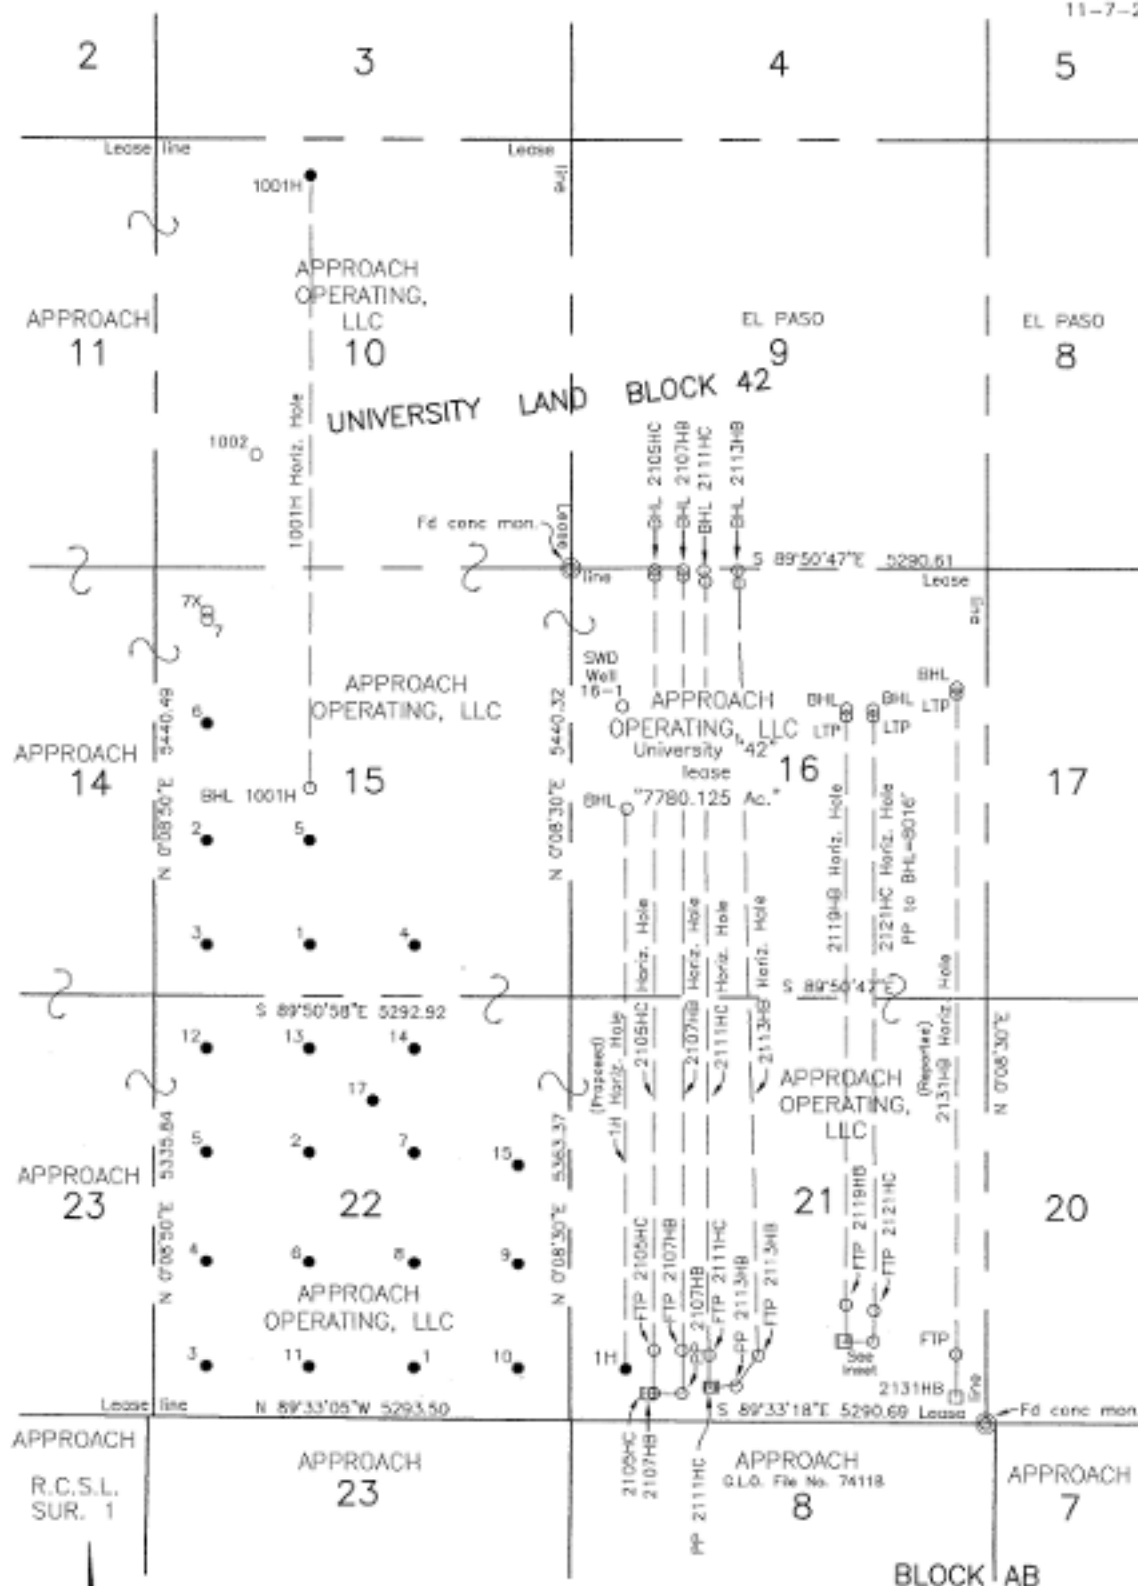 11-7-2
2
3
4
5
Lease line
Lease
line
1001H
APPROACH
OPERATING,
LLC
10
APPROACH
11
EL PASO
9
EL PASO
8
UNIVERSITY LAND BLOCK 42
1002
1001H Horiz. Hole
BHL 2105HC
BHL 2107HB
BHL 2111HC
BHL 2113HB
Fd conc mon.
Lease
line
S 89°50'47"E 5290.61
Lease
line
7X
7
6
APPROACH
OPERATING, LLC
15
SWD
Well
16-1
APPROACH
OPERATING, LLC
University "42"
lease
"7780.125 Ac."
16
BHL
LTP
BHL
LTP
BHL
LTP
APPROACH
14
N 0°08'50"E 5440.49
N 0°08'30"E 5440.32
17
BHL 1001H
BHL
2
5
3
1
4
2119HB Horiz. Hole
2121HC Horiz. Hole
PP to BHL=8016'
2105HC Horiz. Hole
2107HB Horiz. Hole
2111HC Horiz. Hole
2113HB Horiz. Hole
S 89°50'58"E 5292.92
S 89°50'47"E
12
13
14
17
(Proposed)
1H Horiz. Hole
(Reportee)
2131HB Horiz. Hole
N 0°08'30"E
APPROACH
OPERATING,
LLC
21
5
2
7
15
APPROACH
23
N 0°08'50"E 5335.84
22
N 0°08'30"E 5363.37
20
4
6
8
9
APPROACH
OPERATING, LLC
FTP 2105HC
FTP 2107HB
PP 2107HB
FTP 2111HC
PP 2113HB
FTP 2113HB
FTP 2119HB
FTP 2121HC
See
Inset
FTP
2131HB
line
3
11
1
10
1H
Lease line
N 89°33'05"W 5293.50
S 89°33'18"E 5290.69 Lease
Fd conc mon.
2105HC
2107HB
PP 2111HC
APPROACH
R.C.S.L.
SUR. 1
APPROACH
23
APPROACH
G.L.O. File No. 74118
8
APPROACH
7
BLOCK AB